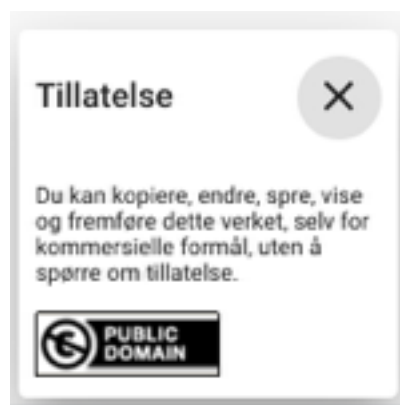 Tillatelse
Du kan kopiere, endre, spre, vise
og fremføre dette verket, selv for
kommersielle formål, uten å
spørre om tillatelse.
PUBLIC
DOMAIN